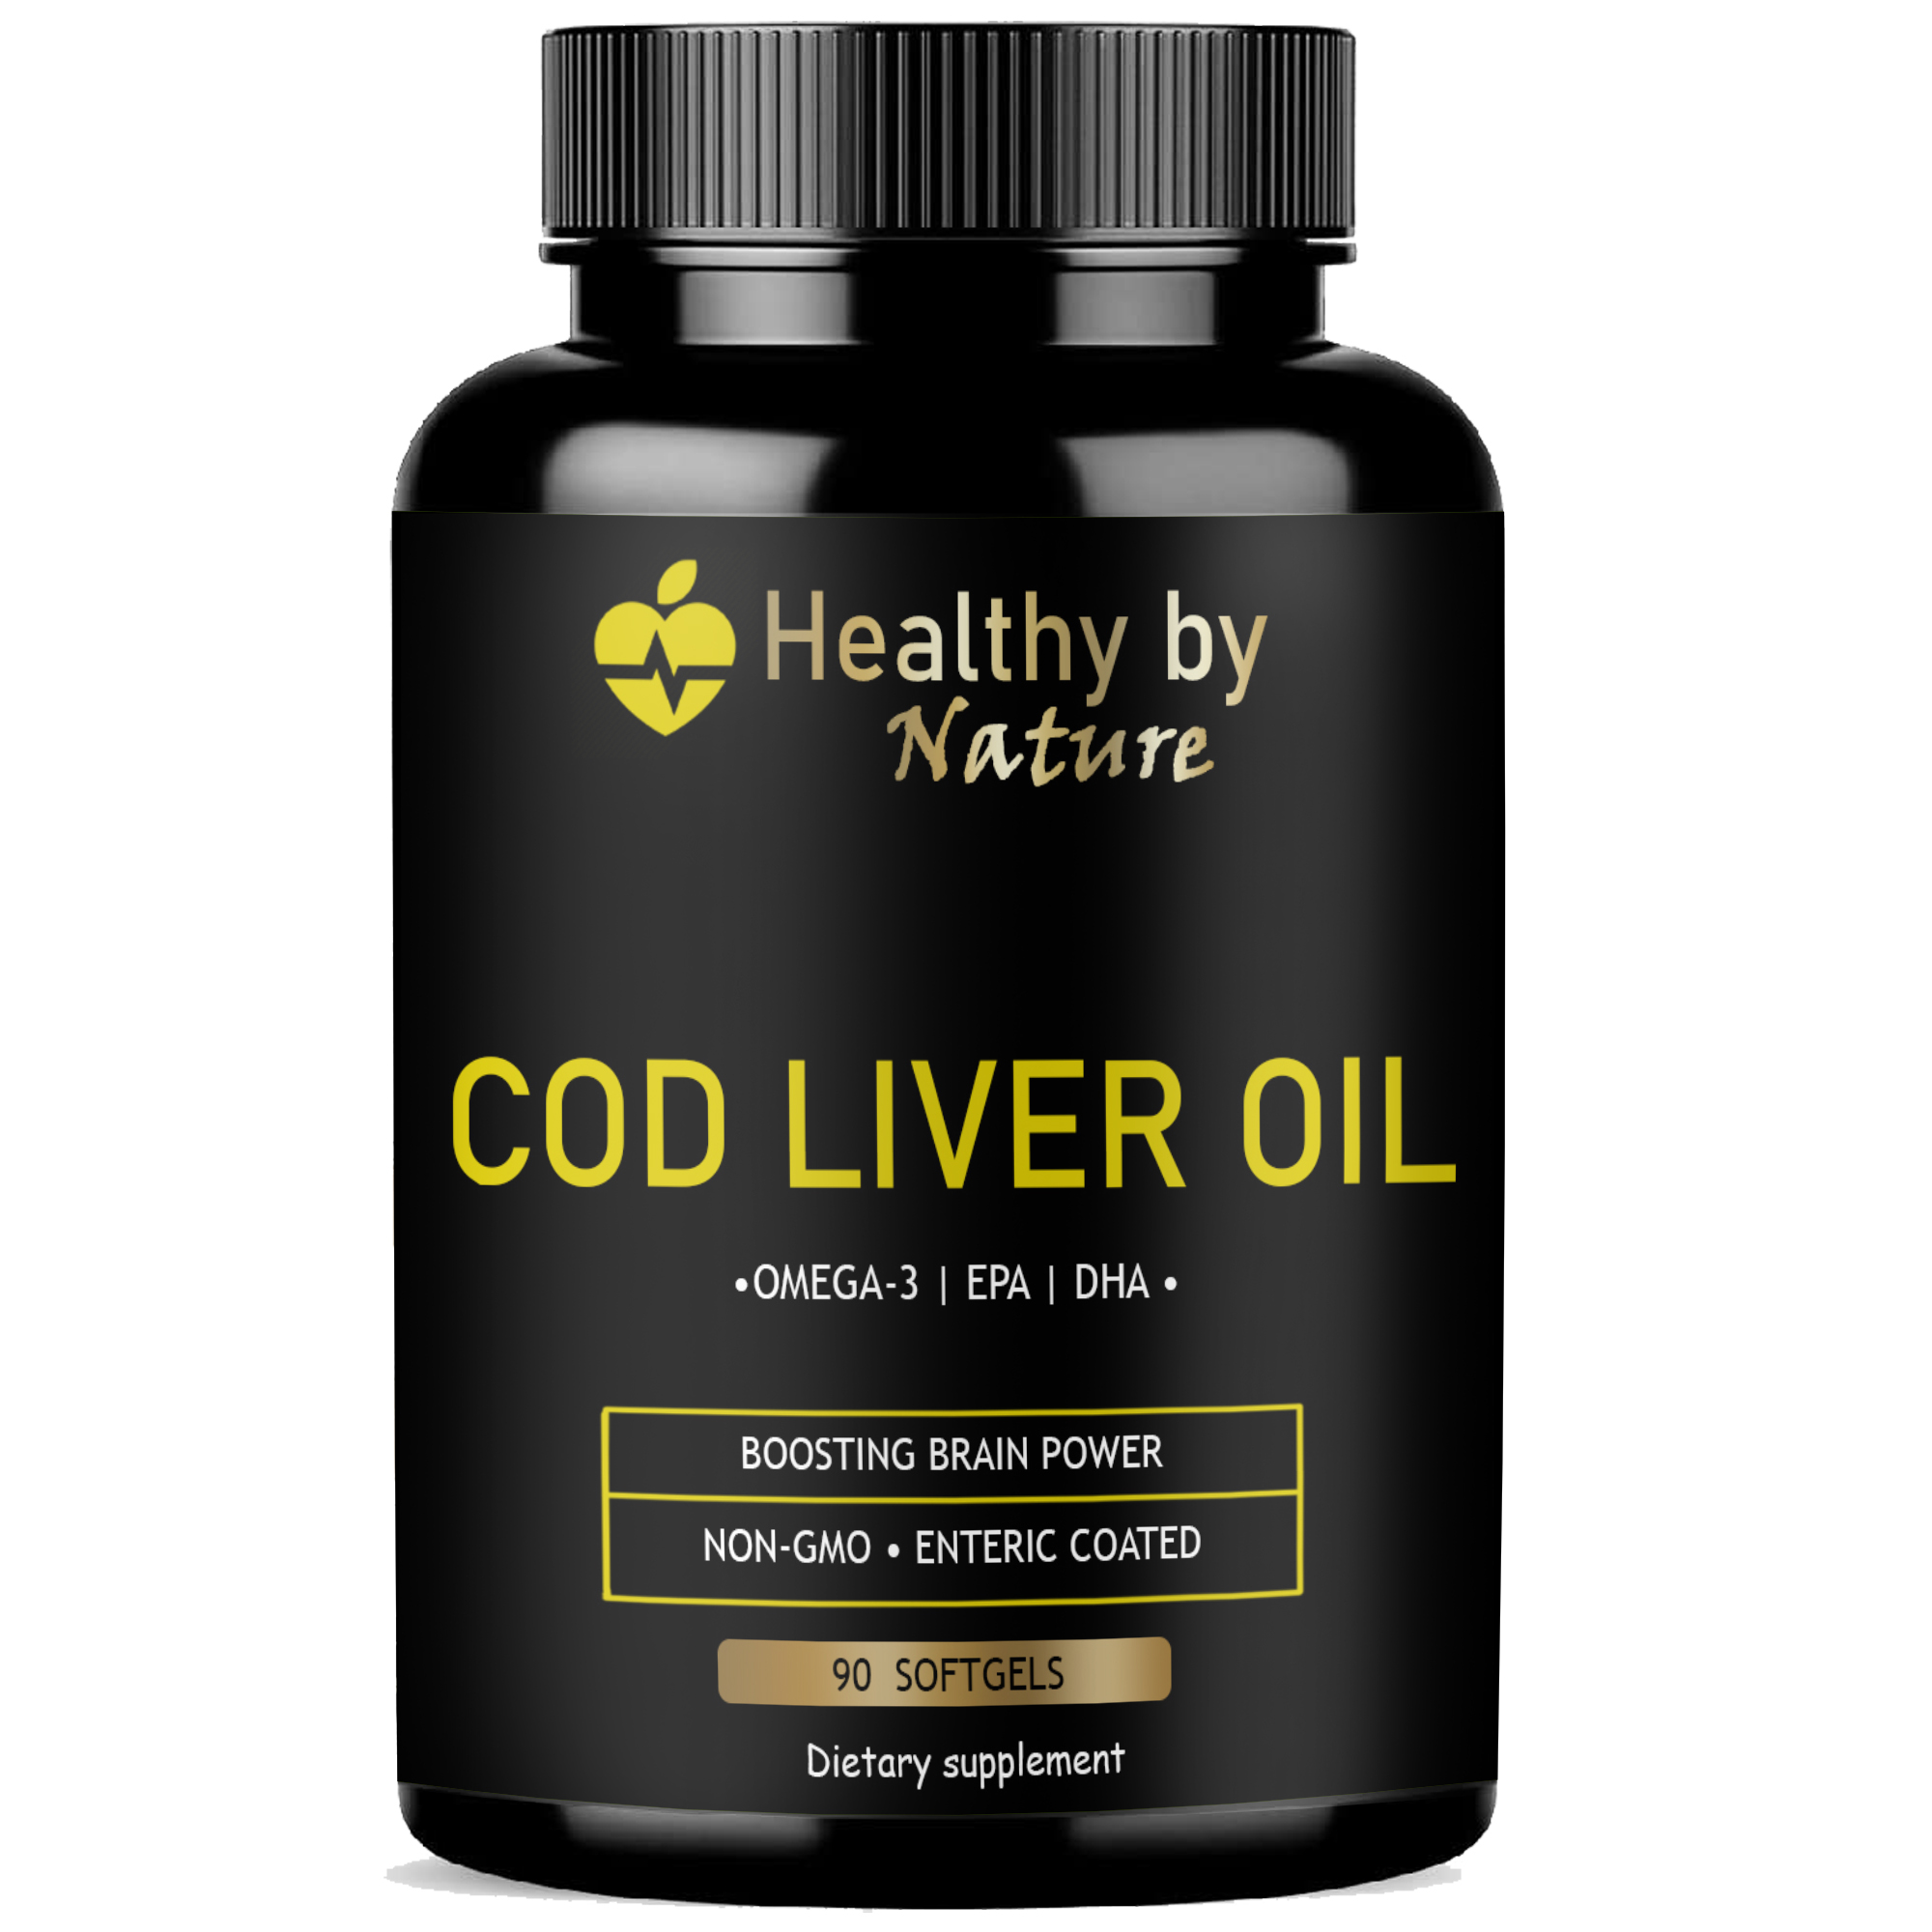 Healthy by
Nature
COD LIVER OIL
•OMEGA-3 | EPA | DHA •
BOOSTING BRAIN POWER
NON-GMO • ENTERIC COATED
90 SOFTGELS
Dietary supplement